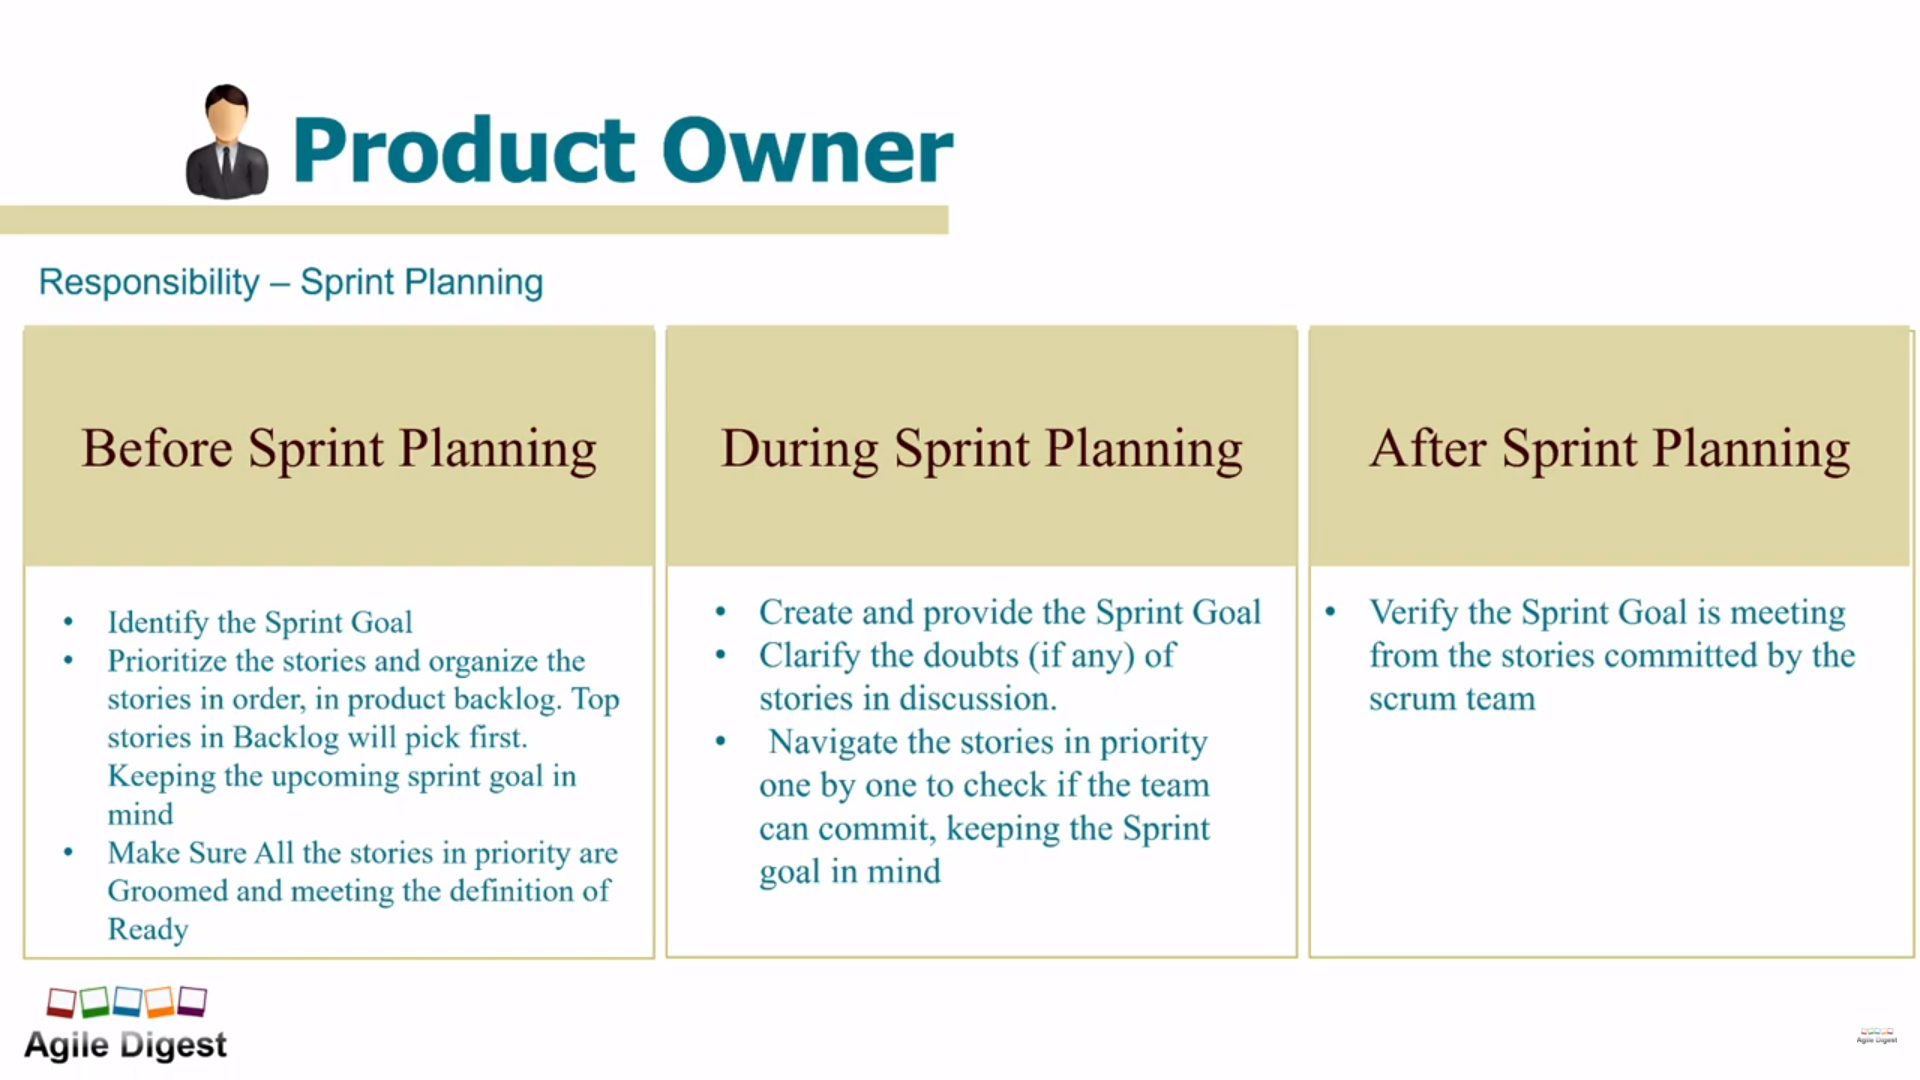 Product Owner
Responsibility – Sprint Planning
Before Sprint Planning
• Identify the Sprint Goal
• Prioritize the stories and organize the
stories in order, in product backlog. Top
stories in Backlog will pick first.
Keeping the upcoming sprint goal in
mind
• Make Sure All the stories in priority are
Groomed and meeting the definition of
Ready
During Sprint Planning
• Create and provide the Sprint Goal
• Clarify the doubts (if any) of
stories in discussion.
• Navigate the stories in priority
one by one to check if the team
can commit, keeping the Sprint
goal in mind
After Sprint Planning
• Verify the Sprint Goal is meeting
from the stories committed by the
scrum team
Agile Digest
Agile Digest